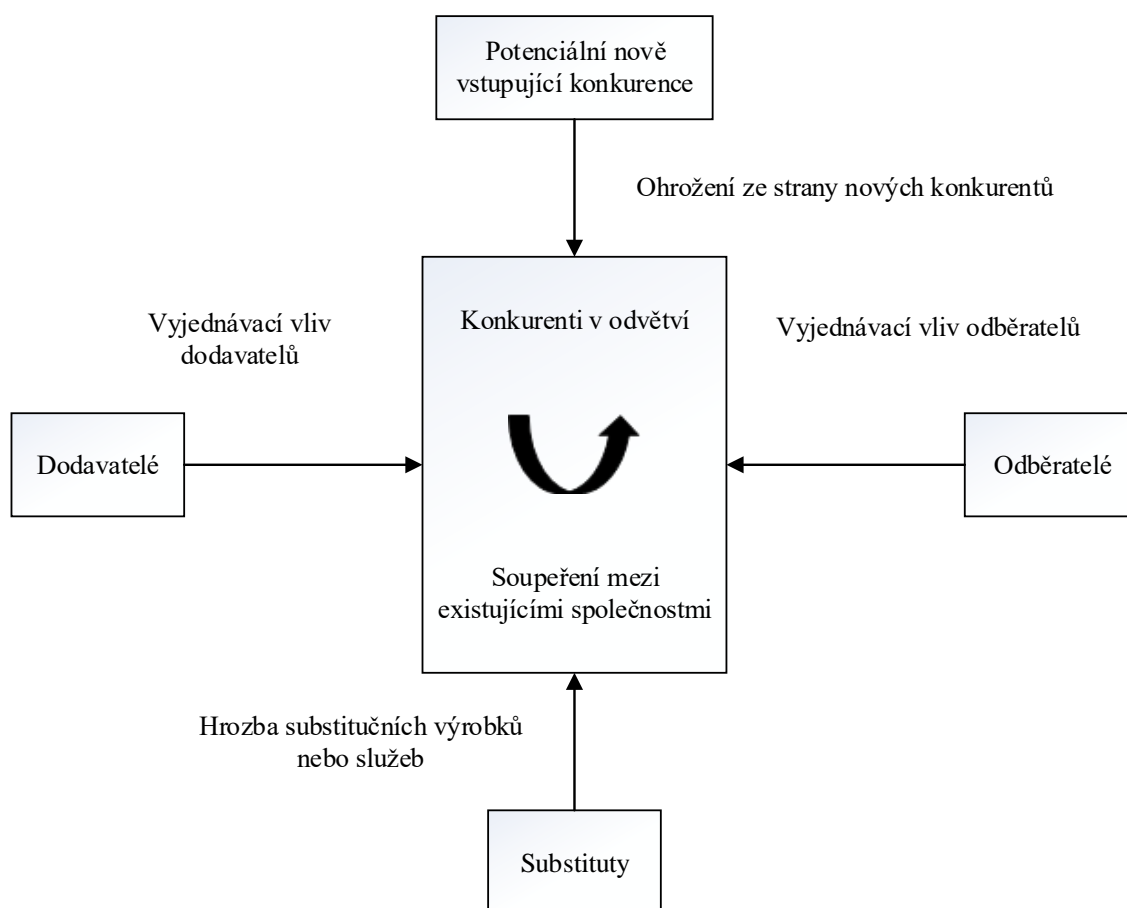 Potenciální nově
vstupující konkurence
Ohrožení ze strany nových konkurentů
Vyjednávací vliv
dodavatelů
Konkurenti v odvětví
Vyjednávací vliv odběratelů
Dodavatelé
Odběratelé
Soupeření mezi
existujícími společnostmi
Hrozba substitučních výrobků
nebo služeb
Substituty